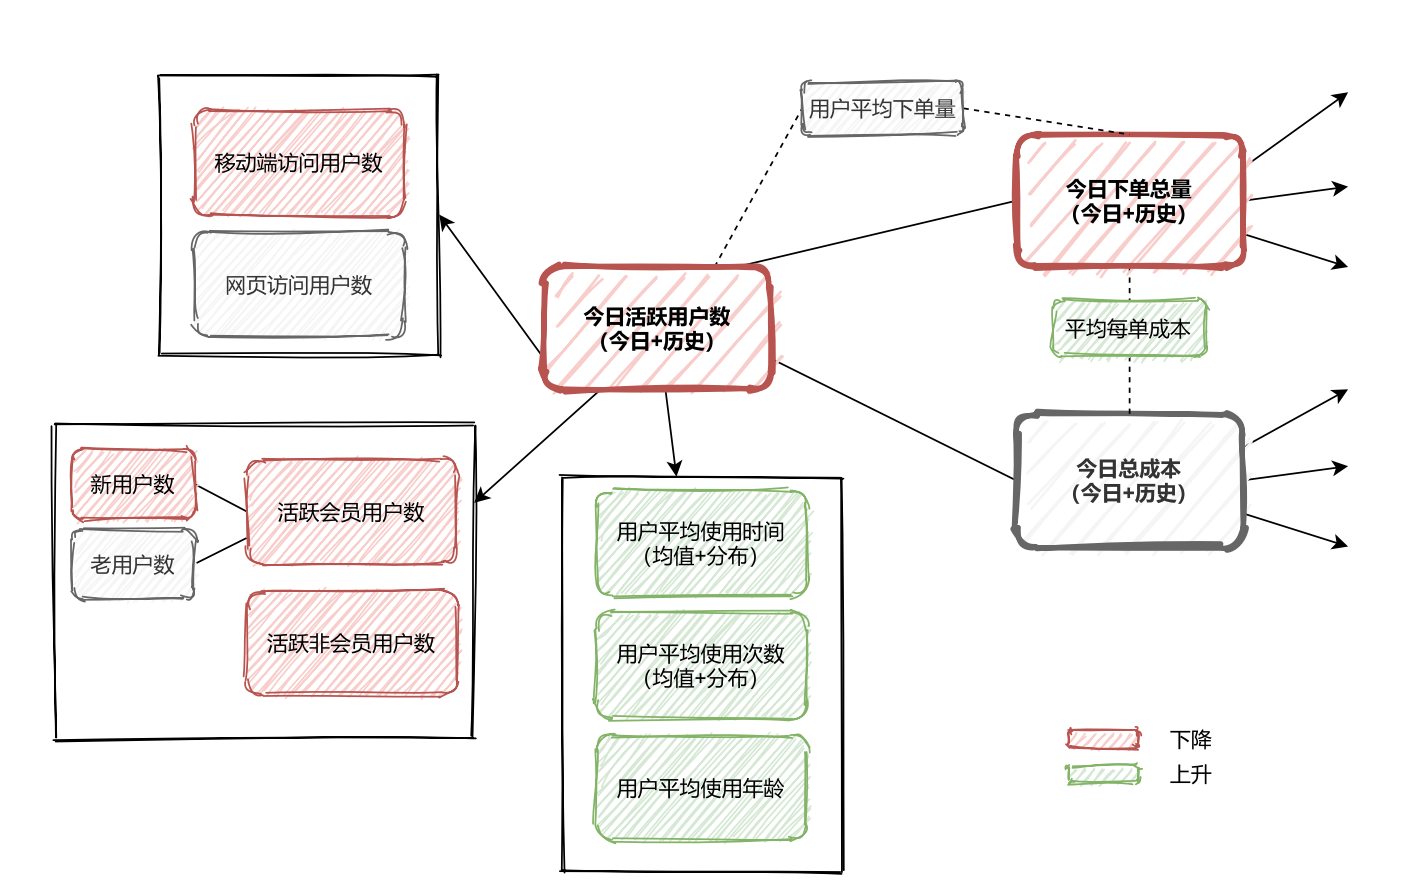 移动端访问用户数
网页访问用户数
用户平均下单量
今日下单总量
（今日+历史）
今日活跃用户数
（今日+历史）
平均每单成本
今日总成本
（今日+历史）
新用户数
老用户数
活跃会员用户数
活跃非会员用户数
用户平均使用时间
（均值+分布）
用户平均使用次数
（均值+分布）
用户平均使用年龄
下降
上升